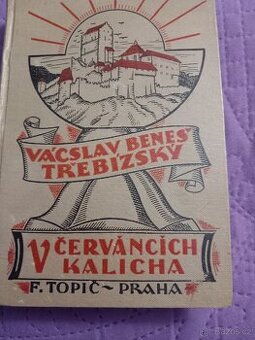 VÁCSLAV BENEŠ
TŘEBÍZSKÝ
V ČERVÁNCÍCH
KALICHA
F. TOPIČ ~ PRAHA